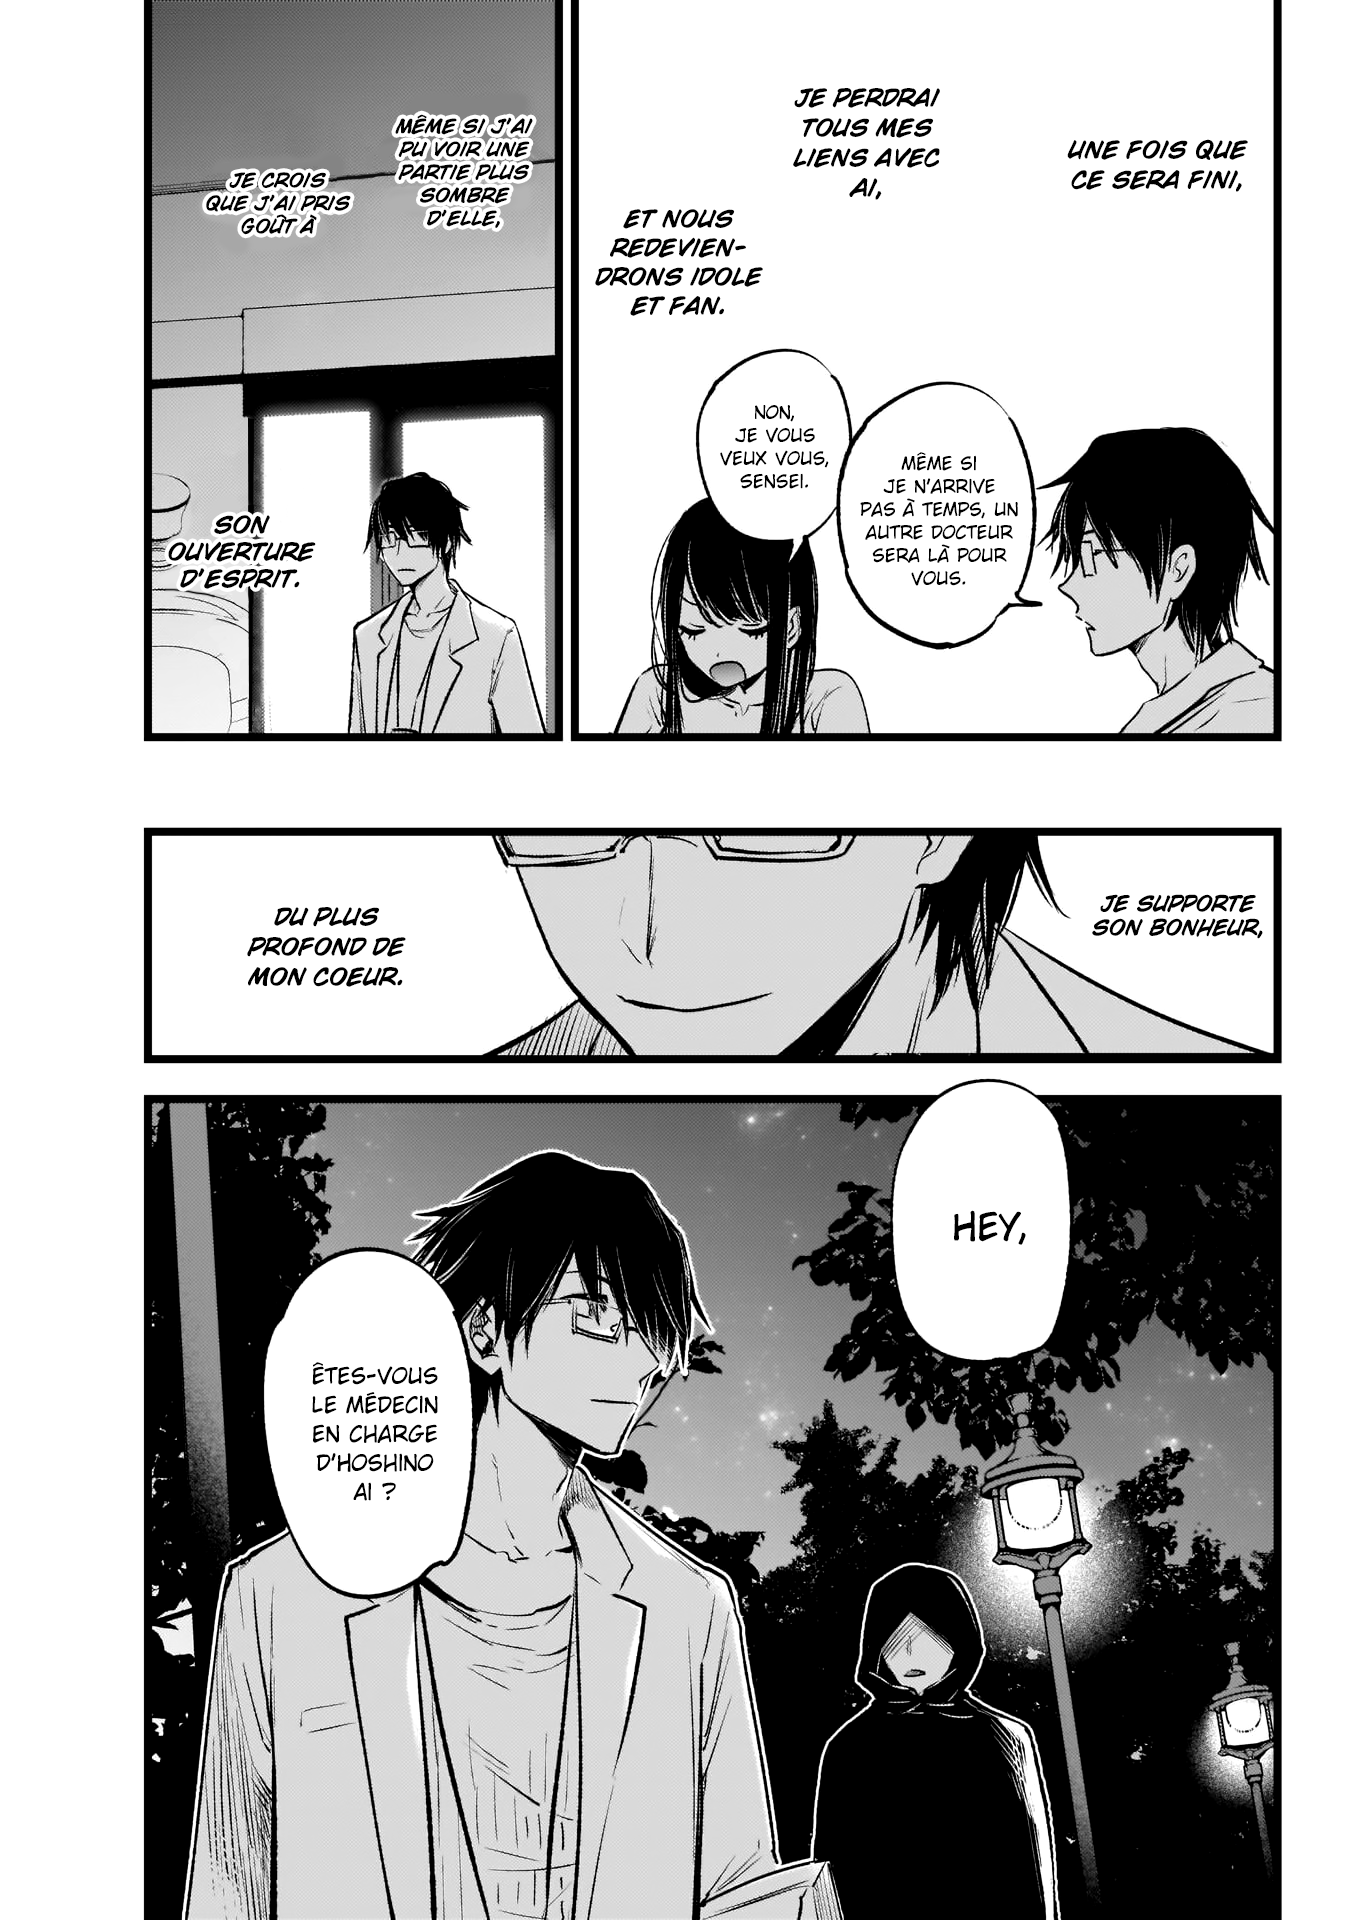 UNE FOIS QUE
CE SERA FINI,
JE PERDRAI
TOUS MES
LIENS AVEC
AI,
ET NOUS
REDEVIEN-
DRONS IDOLE
ET FAN.
MÊME SI
JE N'ARRIVE
PAS À TEMPS, UN
AUTRE DOCTEUR
SERA LÀ POUR
VOUS.
NON,
JE VOUS
VEUX VOUS,
SENSEI.
MÊME SI J'AI
PU VOIR UNE
PARTIE PLUS
SOMBRE
D'ELLE,
JE CROIS
QUE J'AI PRIS
GOÛT À
SON
OUVERTURE
D'ESPRIT.
JE SUPPORTE
SON BONHEUR,
DU PLUS
PROFOND DE
MON COEUR.
HEY,
ÊTES-VOUS
LE MÉDECIN
EN CHARGE
D'HOSHINO
AI ?